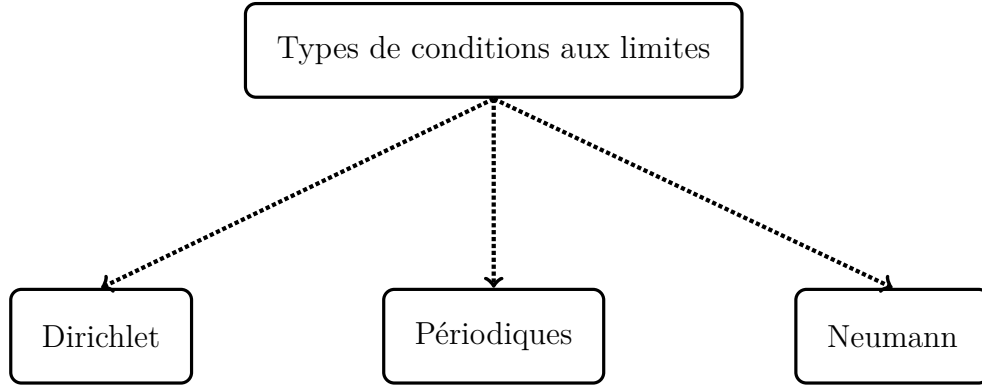 Types de conditions aux limites
Dirichlet
Périodiques
Neumann